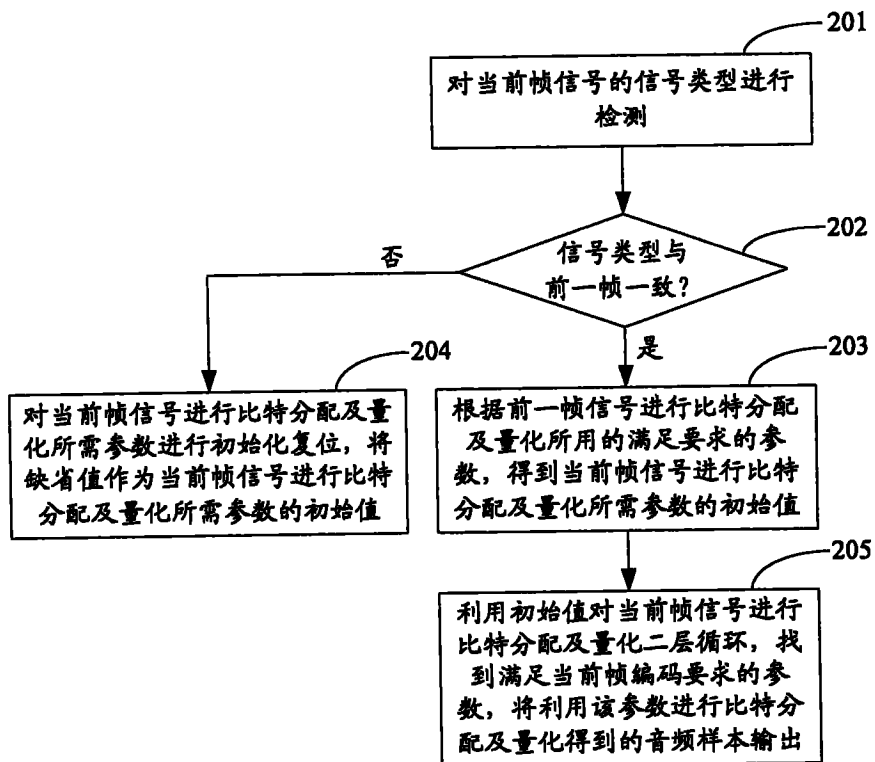 201
对当前帧信号的信号类型进行
检测
202
信号类型与
前一帧一致?
否
是
204
对当前帧信号进行比特分配及量
化所需参数进行初始化复位，将
缺省值作为当前帧信号进行比特
分配及量化所需参数的初始值
203
根据前一帧信号进行比特分配
及量化所用的满足要求的参
数，得到当前帧信号进行比特
分配及量化所需参数的初始值
205
利用初始值对当前帧信号进行
比特分配及量化二层循环，找
到满足当前帧编码要求的参
数，将利用该参数进行比特分
配及量化得到的音频样本输出